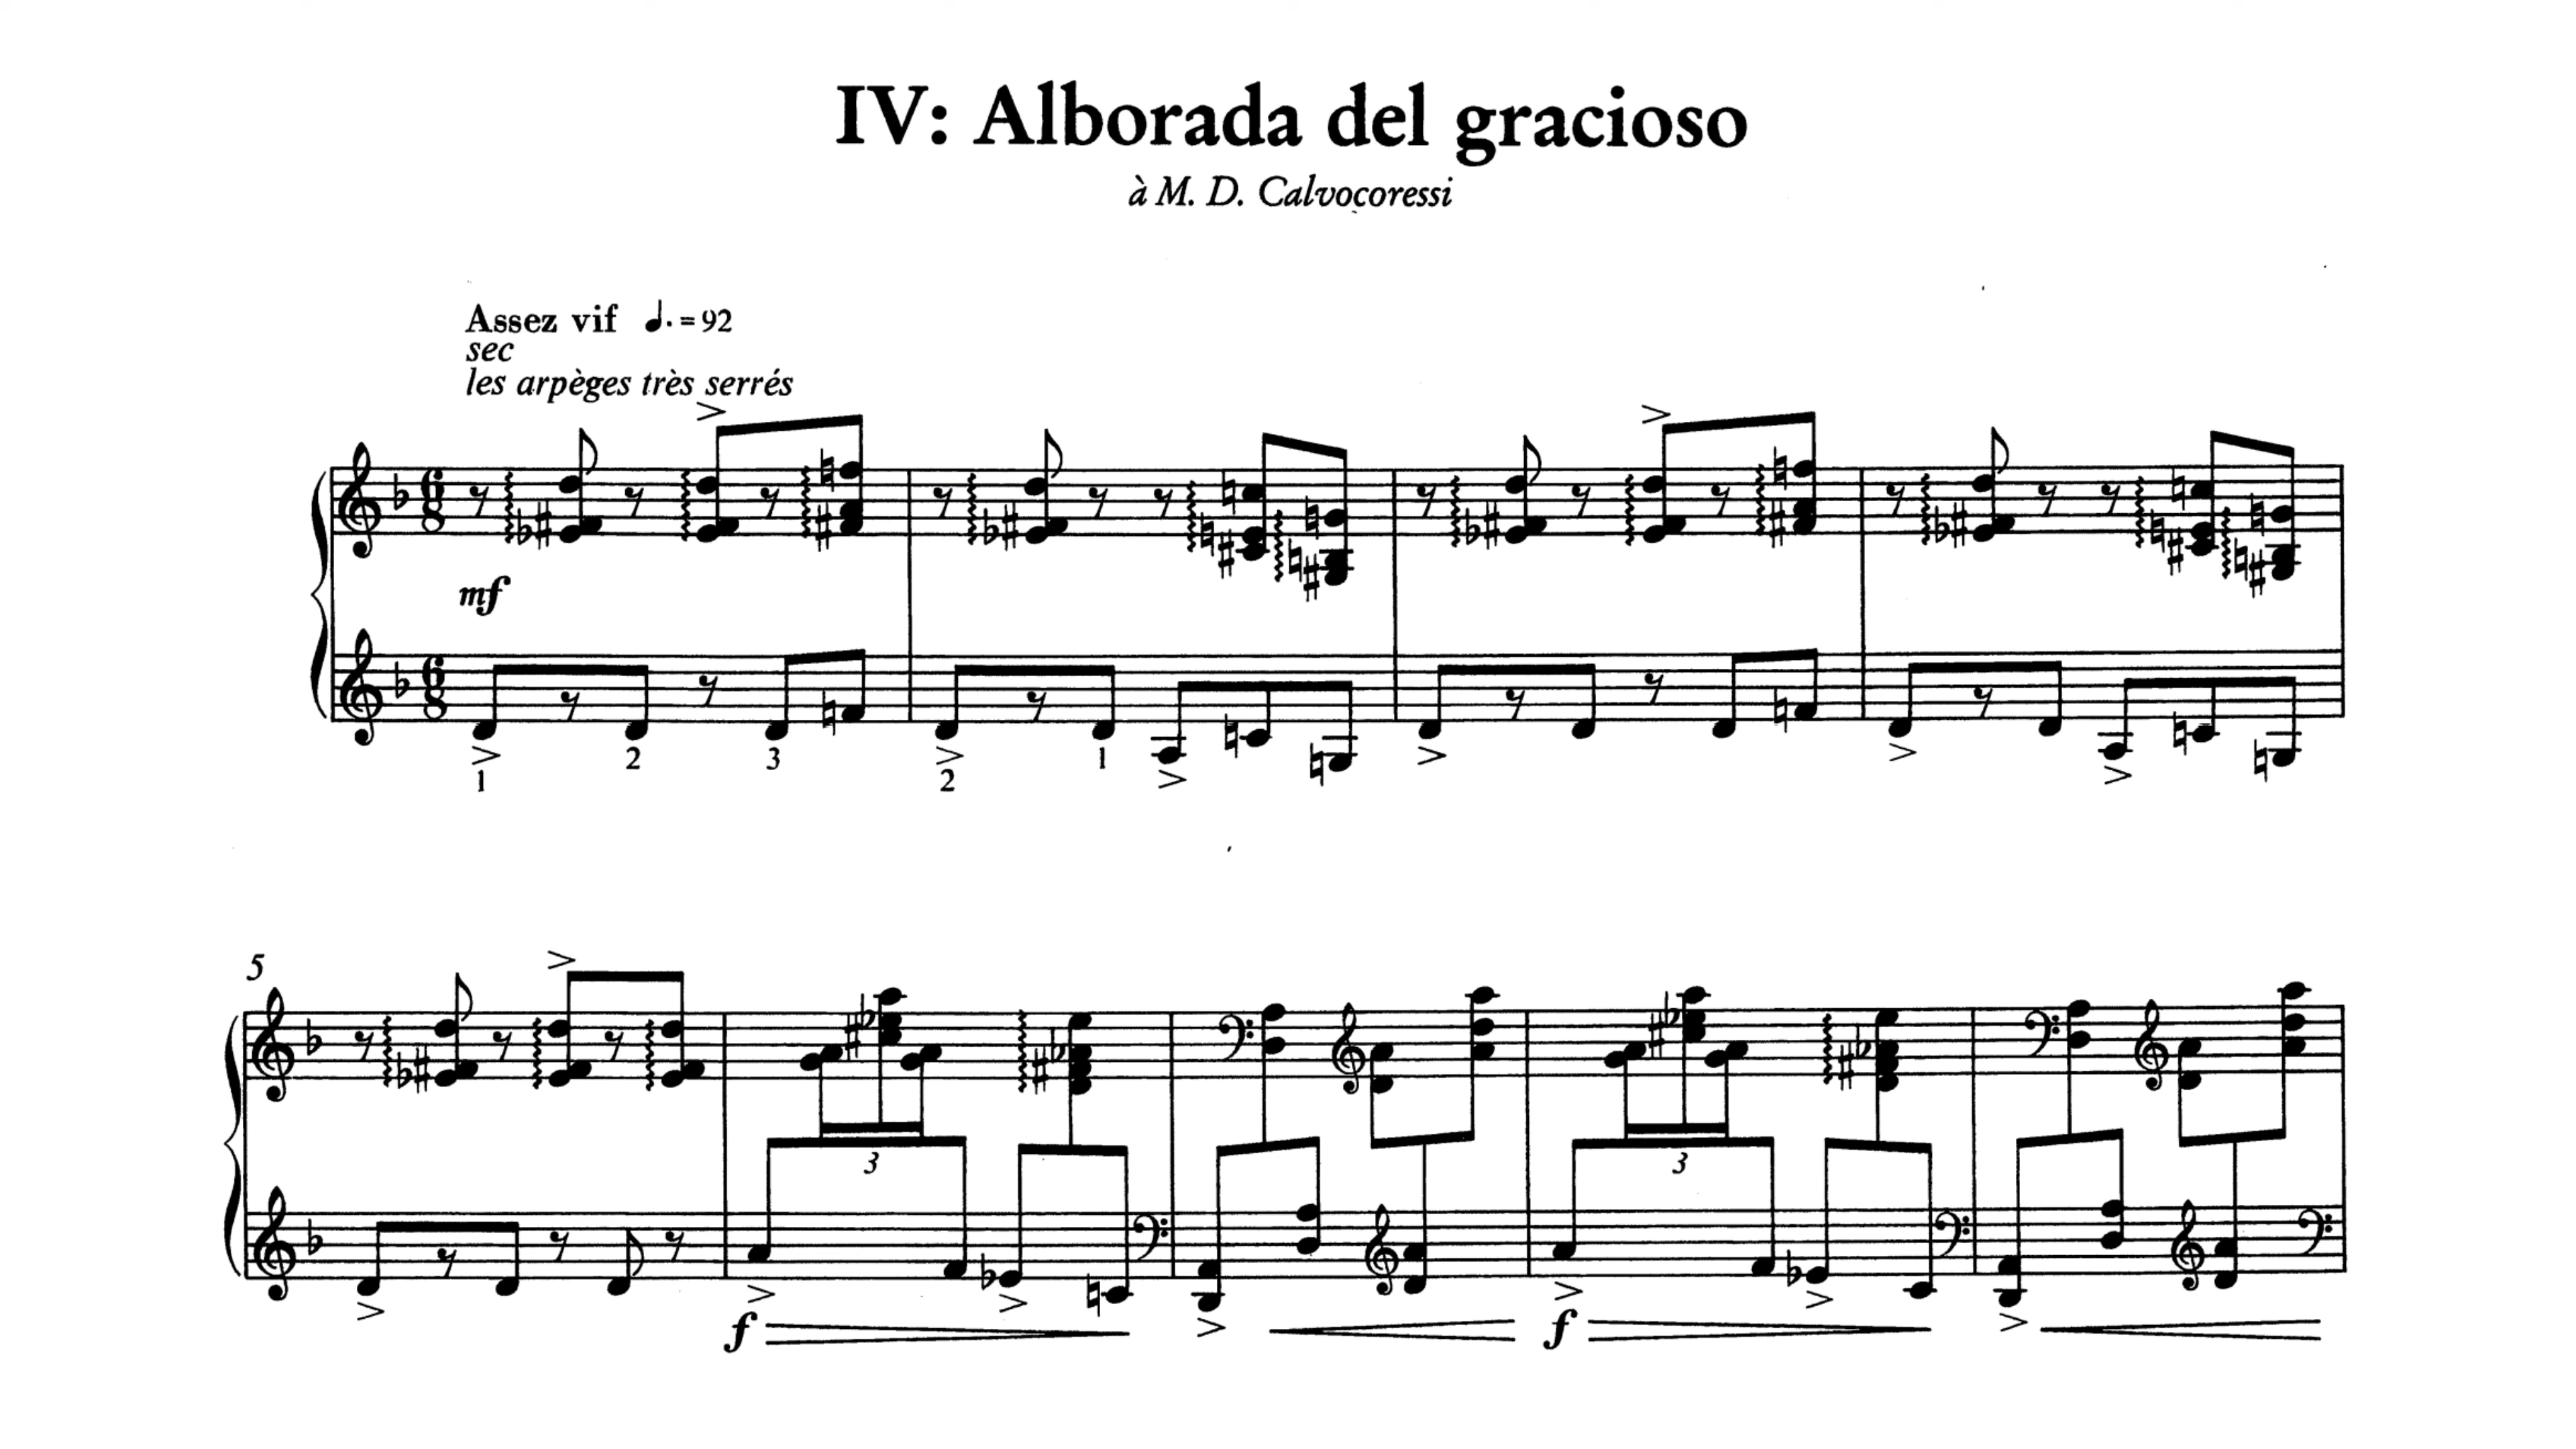 IV: Alborada del gracioso
à M. D. Calvocoressi
Assez vif ♩. = 92
sec
les arpèges très serrés
mf
1 2 3 2 1
5
3 3
f f